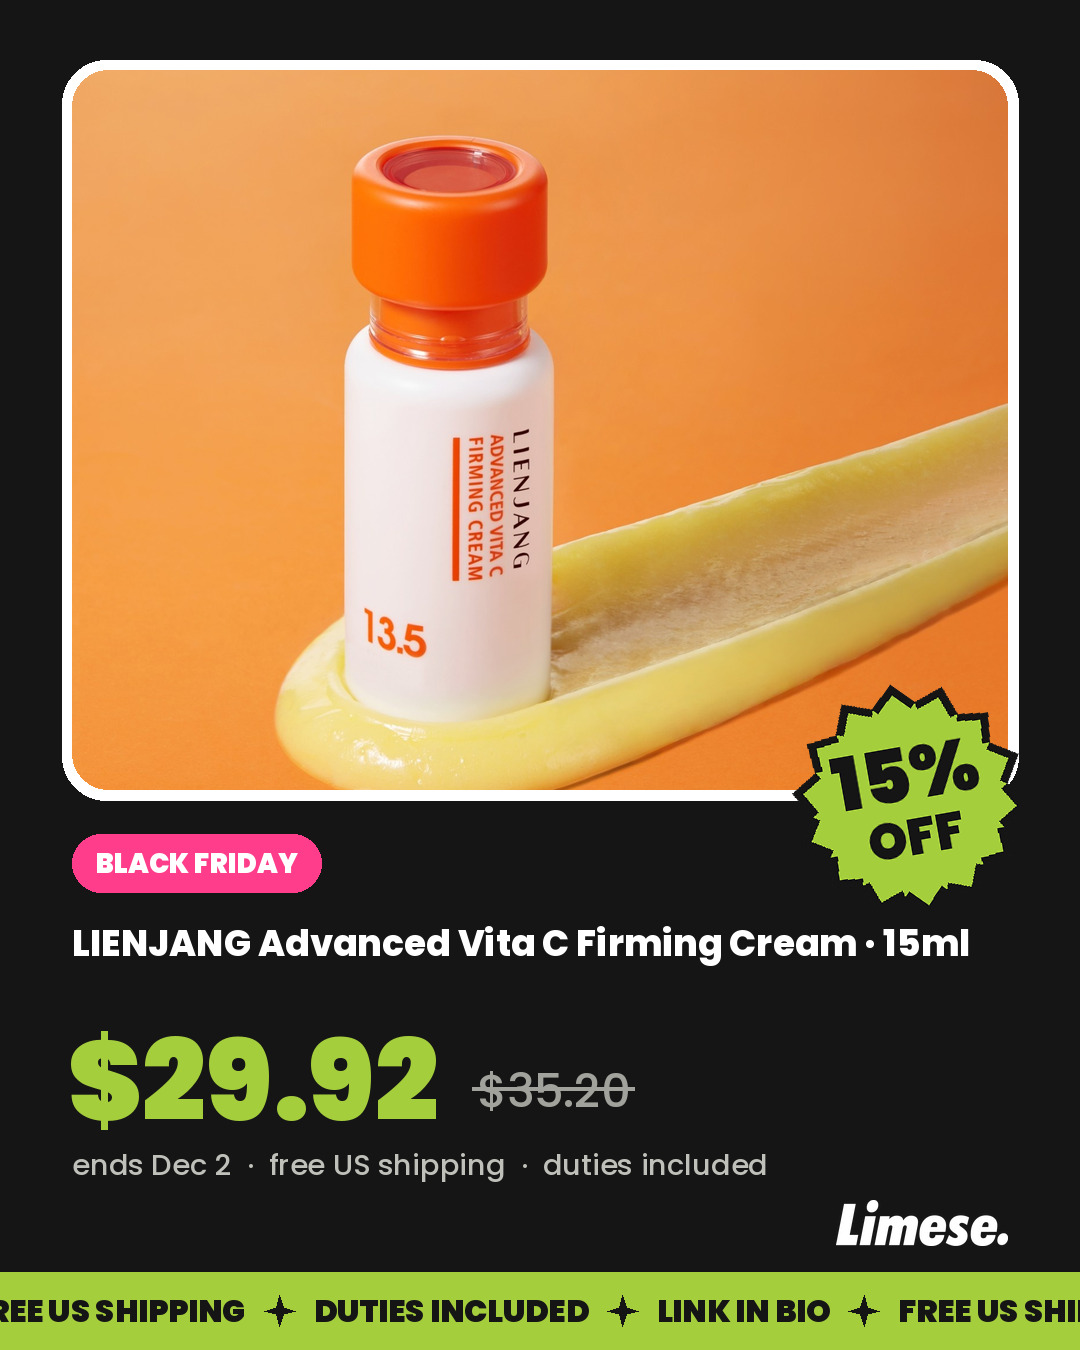 LIENJANG
ADVANCED VITA C
FIRMING CREAM
13.5
15%
OFF
BLACK FRIDAY
LIENJANG Advanced Vita C Firming Cream · 15ml
$29.92 $35.20
ends Dec 2 · free US shipping · duties included
Limese.
REE US SHIPPING ✦ DUTIES INCLUDED ✦ LINK IN BIO ✦ FREE US SHI